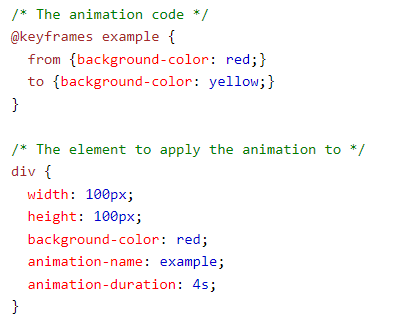 /* The animation code */
@keyframes example {
  from {background-color: red;}
  to {background-color: yellow;}
}

/* The element to apply the animation to */
div {
  width: 100px;
  height: 100px;
  background-color: red;
  animation-name: example;
  animation-duration: 4s;
}